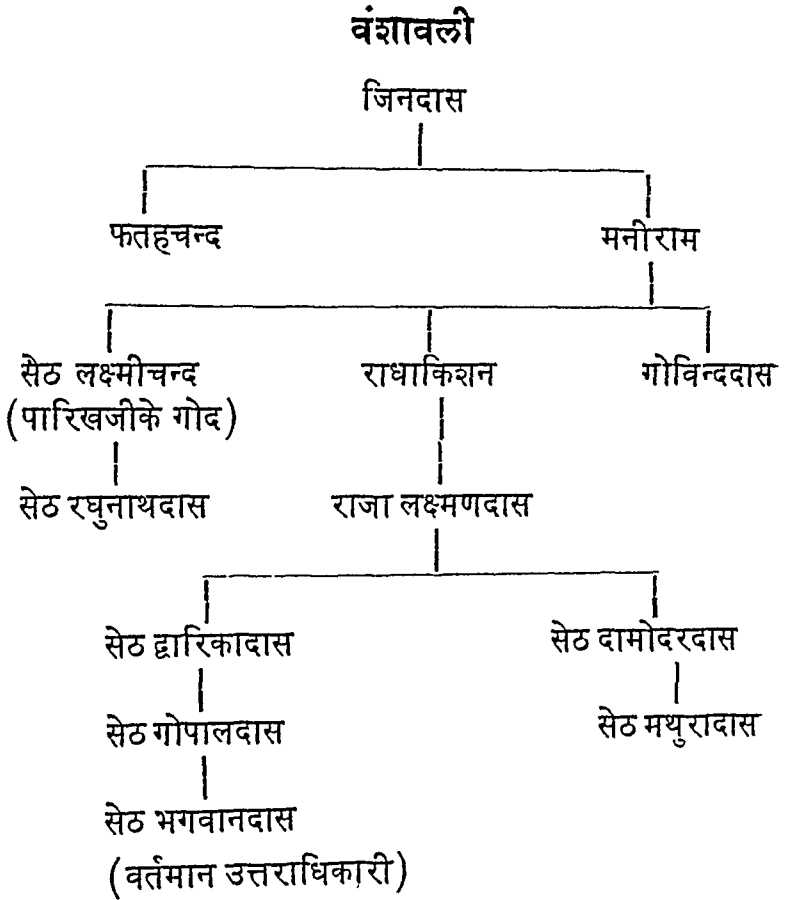 वंशावली
जिनदास
फतहचन्द मनीराम
सेठ लक्ष्मीचन्द राधाकिशन गोविन्ददास
(पारिखजीके गोद)
सेठ रघुनाथदास राजा लक्ष्मणदास
सेठ द्वारिकादास सेठ दामोदरदास
सेठ गोपालदास सेठ मथुरादास
सेठ भगवानदास
(वर्तमान उत्तराधिकारी)